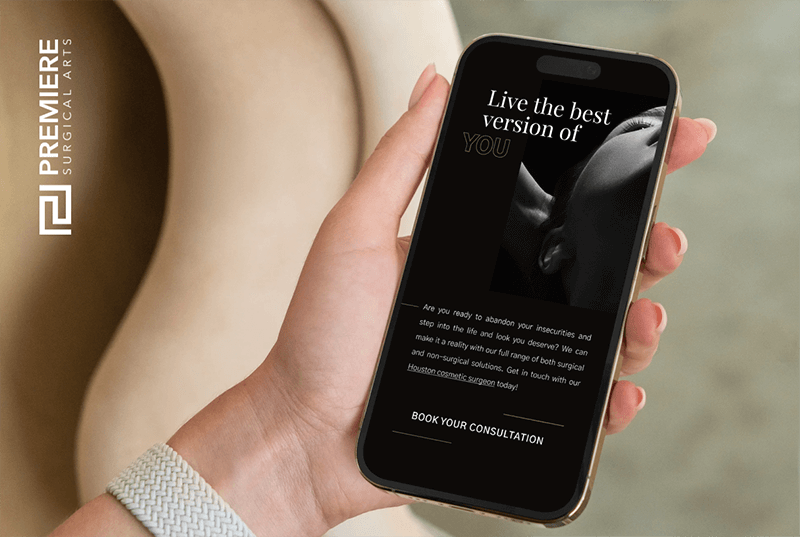 PREMIERE
SURGICAL ARTS
Live the best
version of
YOU
Are you ready to abandon your insecurities and
step into the life and look you deserve? We can
make it a reality with our full range of both surgical
and non-surgical solutions. Get in touch with our
Houston cosmetic surgeon today!
BOOK YOUR CONSULTATION